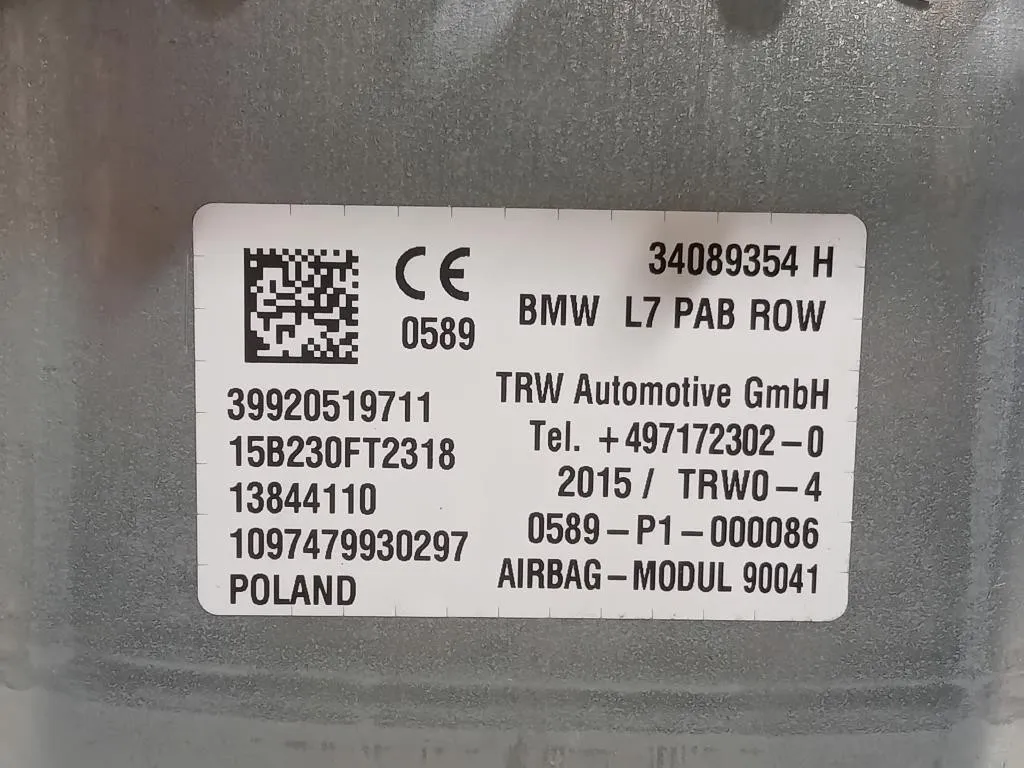 CE
0589
34089354 H
BMW L7 PAB ROW
39920519711
15B230FT2318
13844110
1097479930297
POLAND
TRW Automotive GmbH
Tel. +497172302-0
2015/ TRW0-4
0589-P1-000086
AIRBAG-MODUL 90041